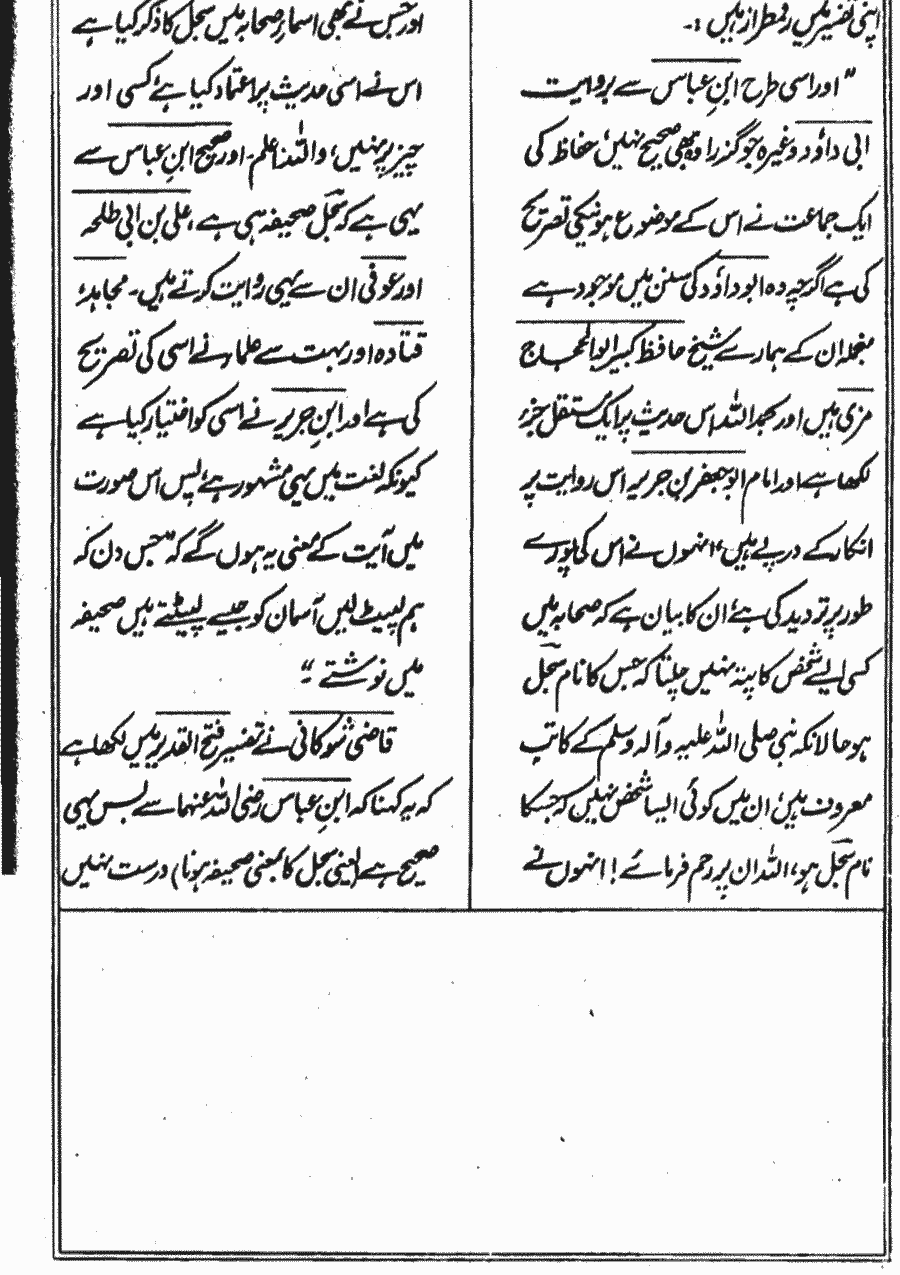 اپنی تفسیر میں رقمطراز ہیں :-
"اور اسی طرح ابنِ عباس سے بروایت
ابی داؤد وغیرہ جو گزرا وہ بھی صحیح نہیں، حفاظ کی
ایک جماعت نے اس کے موضوع ہونیکی تصریح
کی ہے اگرچہ وہ ابو داؤد کی سنن میں موجود ہے
منجملہ ان کے ہمارے شیخ حافظ کبیر ابو الحجاج
مزی ہیں اور بحمد اللہ اس حدیث پر ایک مستقل جزء
لکھا ہے اور امام ابو جعفر بن جریر اس روایت پر
انکار کے درپے ہیں، انہوں نے اس کی پورے
طور پر تردید کی ہے، ان کا بیان ہے کہ صحابہ میں
کسی ایسے شخص کا پتہ نہیں چلتا کہ جس کا نام سجل
ہو حالانکہ نبی صلی اللہ علیہ وآلہ وسلم کے کاتب
معروف ہیں، ان میں کوئی ایسا شخص نہیں کہ جسکا
نام سجل ہو، اللہ ان پر رحم فرمائے! انہوں نے
اور جس نے بھی اسمارِ صحابہ میں سجل کا ذکر کیا ہے
اس نے اسی حدیث پر اعتماد کیا ہے، کسی اور
چیز پر نہیں، واللہ اعلم، اور صحیح ابنِ عباس سے
یہی ہے کہ سجل صحیفہ ہی ہے، علی بن ابی طلحہ
اور عوفی ان سے یہی روایت کرتے ہیں۔ مجاہد،
قتادہ اور بہت سے علمار نے اسی کی تصریح
کی ہے اور ابنِ جریر نے اسی کو اختیار کیا ہے
کیونکہ لغت میں یہی مشہور ہے، پس اس صورت
میں آیت کے معنی یہ ہوں گے کہ "جس دن کہ
ہم لپیٹ لیں آسمان کو جیسے لپیٹتے ہیں صحیفہ
میں نوشتے"
قاضی شوکانی نے تفسیر فتح القدیر میں لکھا ہے
کہ یہ کہنا کہ ابنِ عباس رضی اللہ عنہما سے بس یہی
صحیح ہے (یعنی سجل کا بمعنی صحیفہ ہونا) درست نہیں